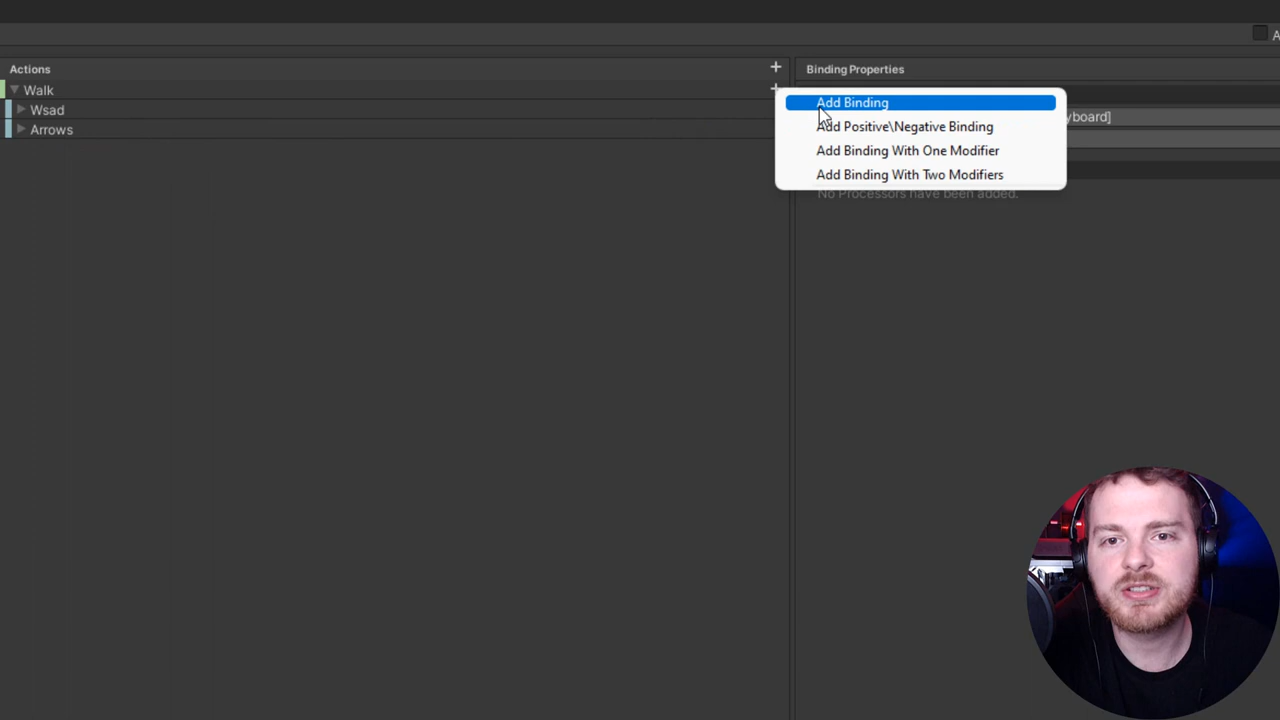 A
Actions
+
Binding Properties
Walk
+
Add Binding
Wsad
yboard]
Add Positive\Negative Binding
Arrows
Add Binding With One Modifier
Add Binding With Two Modifiers
No Processors have been added.